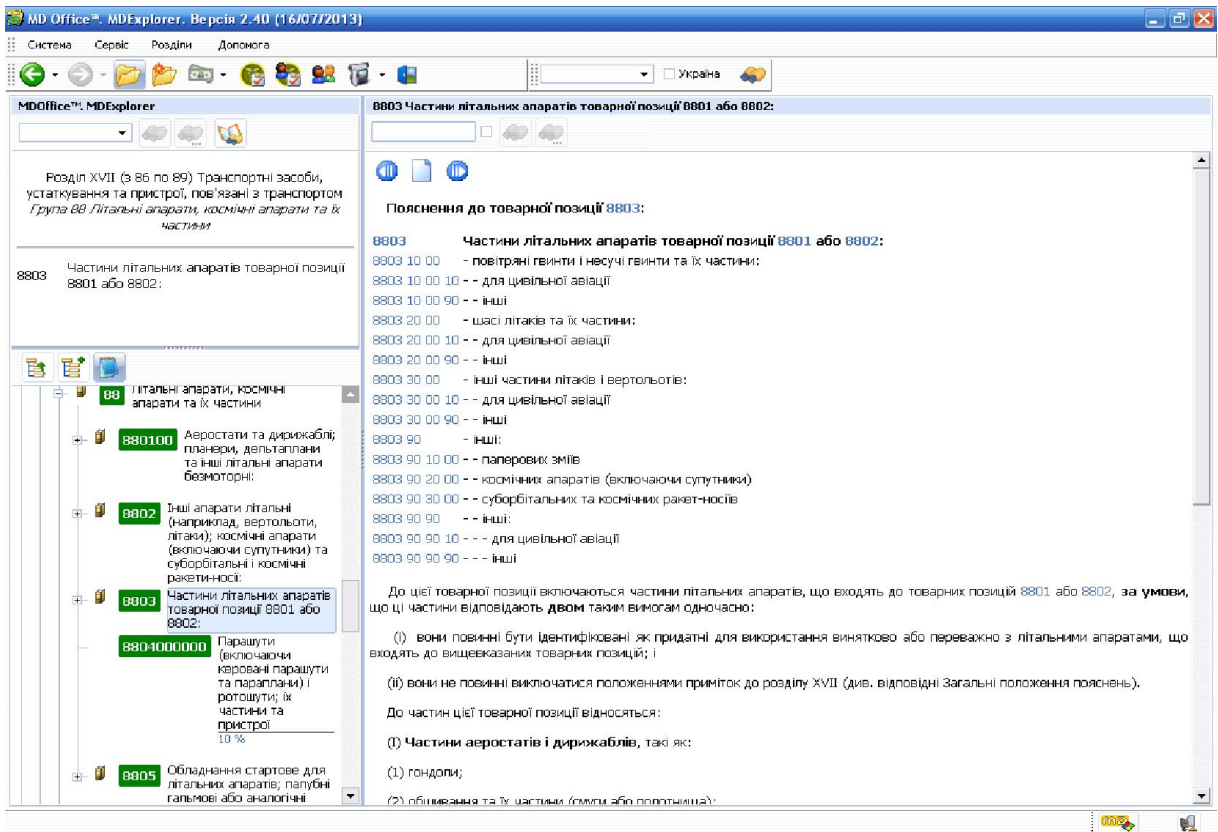 MD Office™. MDExplorer. Версія 2.40 (16/07/2013)
Система Сервіс Розділи Допомога
Україна
MDOffice™. MDExplorer
Розділ XVII (з 86 по 89) Транспортні засоби,
устаткування та пристрої, пов'язані з транспортом
Група 88 Літальні апарати, космічні апарати та їх
частини
8803 Частини літальних апаратів товарної позиції
8801 або 8802:
88 Літальні апарати, космічні
апарати та їх частини
880100 Аеростати та дирижаблі;
планери, дельтаплани
та інші літальні апарати
безмоторні:
8802 Інші апарати літальні
(наприклад, вертольоти,
літаки); космічні апарати
(включаючи супутники) та
суборбітальні і космічні
ракети-носії:
8803 Частини літальних апаратів
товарної позиції 8801 або
8802:
8804000000 Парашути
(включаючи
керовані парашути
та параплани) і
ротошути; їх
частини та
пристрої
10 %
8805 Обладнання стартове для
літальних апаратів; палубні
гальмові або аналогічні
8803 Частини літальних апаратів товарної позиції 8801 або 8802:
Пояснення до товарної позиції 8803:
8803 Частини літальних апаратів товарної позиції 8801 або 8802:
8803 10 00 - повітряні гвинти і несучі гвинти та їх частини:
8803 10 00 10 - - для цивільної авіації
8803 10 00 90 - - інші
8803 20 00 - шасі літаків та їх частини:
8803 20 00 10 - - для цивільної авіації
8803 20 00 90 - - інші
8803 30 00 - інші частини літаків і вертольотів:
8803 30 00 10 - - для цивільної авіації
8803 30 00 90 - - інші
8803 90 - інші:
8803 90 10 00 - - паперових зміїв
8803 90 20 00 - - космічних апаратів (включаючи супутники)
8803 90 30 00 - - суборбітальних та космічних ракет-носіїв
8803 90 90 - - інші:
8803 90 90 10 - - - для цивільної авіації
8803 90 90 90 - - - інші
До цієї товарної позиції включаються частини літальних апаратів, що входять до товарних позицій 8801 або 8802, за умови,
що ці частини відповідають двом таким вимогам одночасно:
(i) вони повинні бути ідентифіковані як придатні для використання винятково або переважно з літальними апаратами, що
входять до вищевказаних товарних позицій; і
(ii) вони не повинні виключатися положеннями приміток до розділу XVII (див. відповідні Загальні положення пояснень).
До частин цієї товарної позиції відносяться:
(I) Частини аеростатів і дирижаблів, такі як:
(1) гондоли;
(2) обшивання та їх частини (смуги або полотнища);